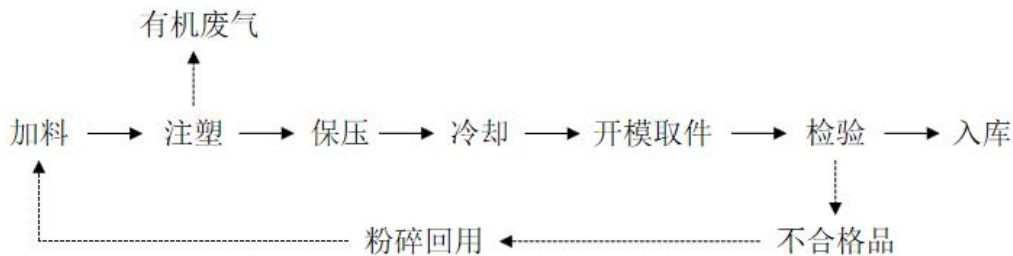 有机废气
加料 注塑 保压 冷却 开模取件 检验 入库
粉碎回用 不合格品